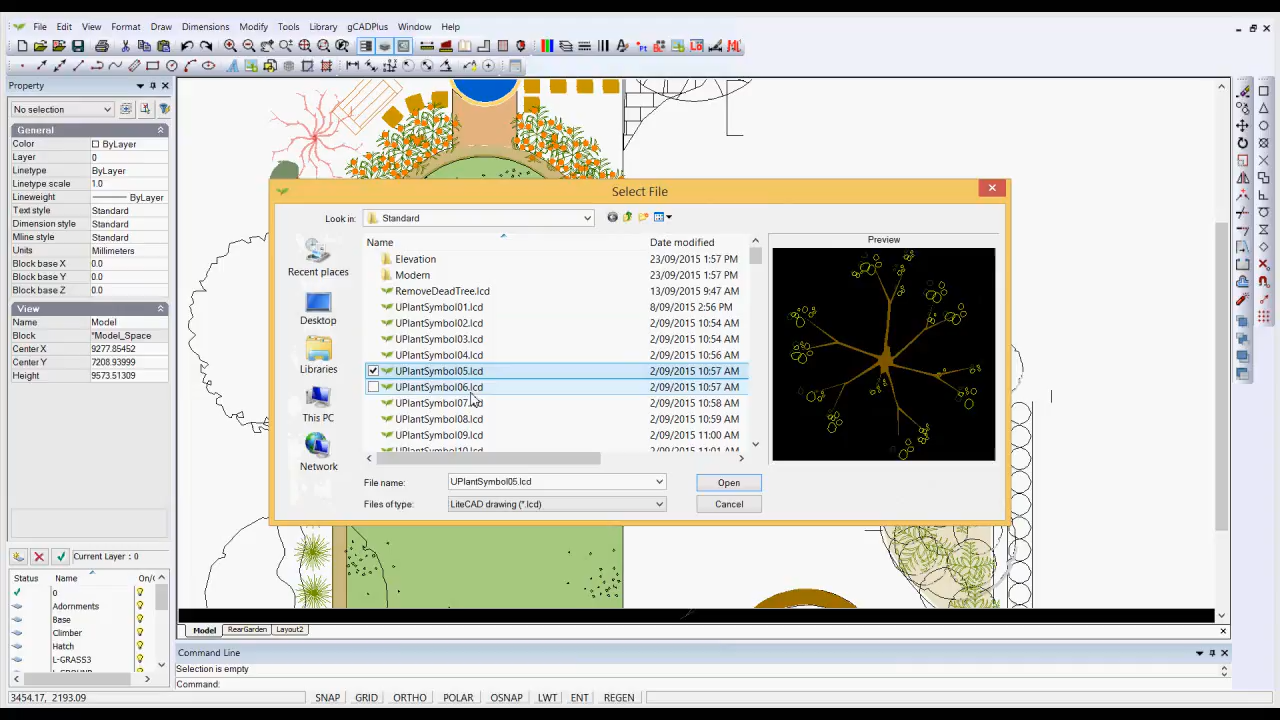 File Edit View Format Draw Dimensions Modify Tools Library gCADPlus Window Help
Property
No selection
General
Color ByLayer
Layer 0
Linetype ByLayer
Linetype scale 1.0
Lineweight ByLayer
Text style Standard
Dimension style Standard
Mline style Standard
Units Millimeters
Block base X 0.0
Block base Y 0.0
Block base Z 0.0
View
Name Model
Block *Model_Space
Center X 9277.85452
Center Y 7208.93999
Height 9573.51309
Current Layer : 0
Status Name On/
0
Adornments
Base
Climber
Hatch
L-GRASS3
Select File
Look in: Standard
Recent places
Desktop
Libraries
This PC
Network
Name Date modified
Elevation 23/09/2015 1:57 PM
Modern 23/09/2015 1:57 PM
RemoveDeadTree.lcd 13/09/2015 9:47 AM
UPlantSymbol01.lcd 8/09/2015 2:56 PM
UPlantSymbol02.lcd 2/09/2015 10:54 AM
UPlantSymbol03.lcd 2/09/2015 10:54 AM
UPlantSymbol04.lcd 2/09/2015 10:56 AM
UPlantSymbol05.lcd 2/09/2015 10:57 AM
UPlantSymbol06.lcd 2/09/2015 10:57 AM
UPlantSymbol07.lcd 2/09/2015 10:58 AM
UPlantSymbol08.lcd 2/09/2015 10:59 AM
UPlantSymbol09.lcd 2/09/2015 11:00 AM
UPlantSymbol10.lcd 2/09/2015 11:01 AM
Preview
File name: UPlantSymbol05.lcd Open
Files of type: LiteCAD drawing (*.lcd) Cancel
Model RearGarden Layout2
Command Line
Selection is empty
Command:
3454.17, 2193.09 SNAP GRID ORTHO POLAR OSNAP LWT ENT REGEN